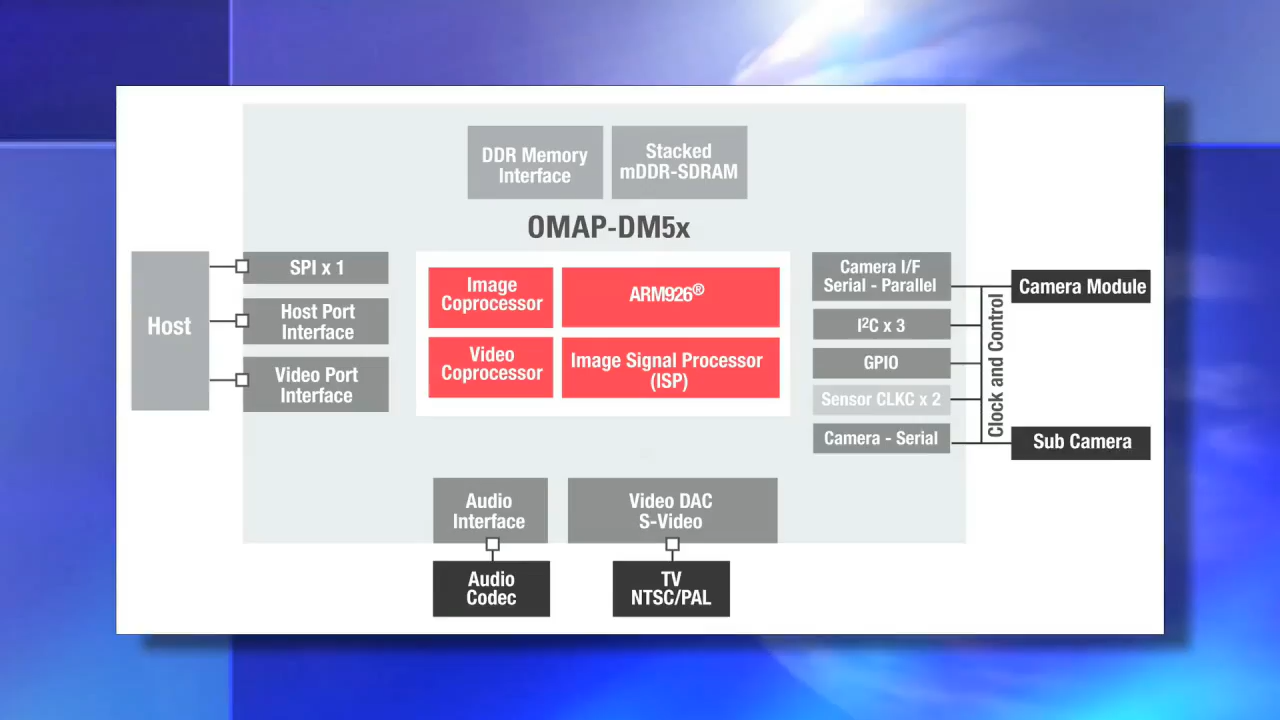 DDR Memory
Interface
Stacked
mDDR-SDRAM
OMAP-DM5x
Host
SPI x 1
Host Port
Interface
Video Port
Interface
Image
Coprocessor
ARM926®
Video
Coprocessor
Image Signal Processor
(ISP)
Camera I/F
Serial - Parallel
I²C x 3
GPIO
Sensor CLKC x 2
Camera - Serial
Clock and Control
Camera Module
Sub Camera
Audio
Interface
Video DAC
S-Video
Audio
Codec
TV
NTSC/PAL